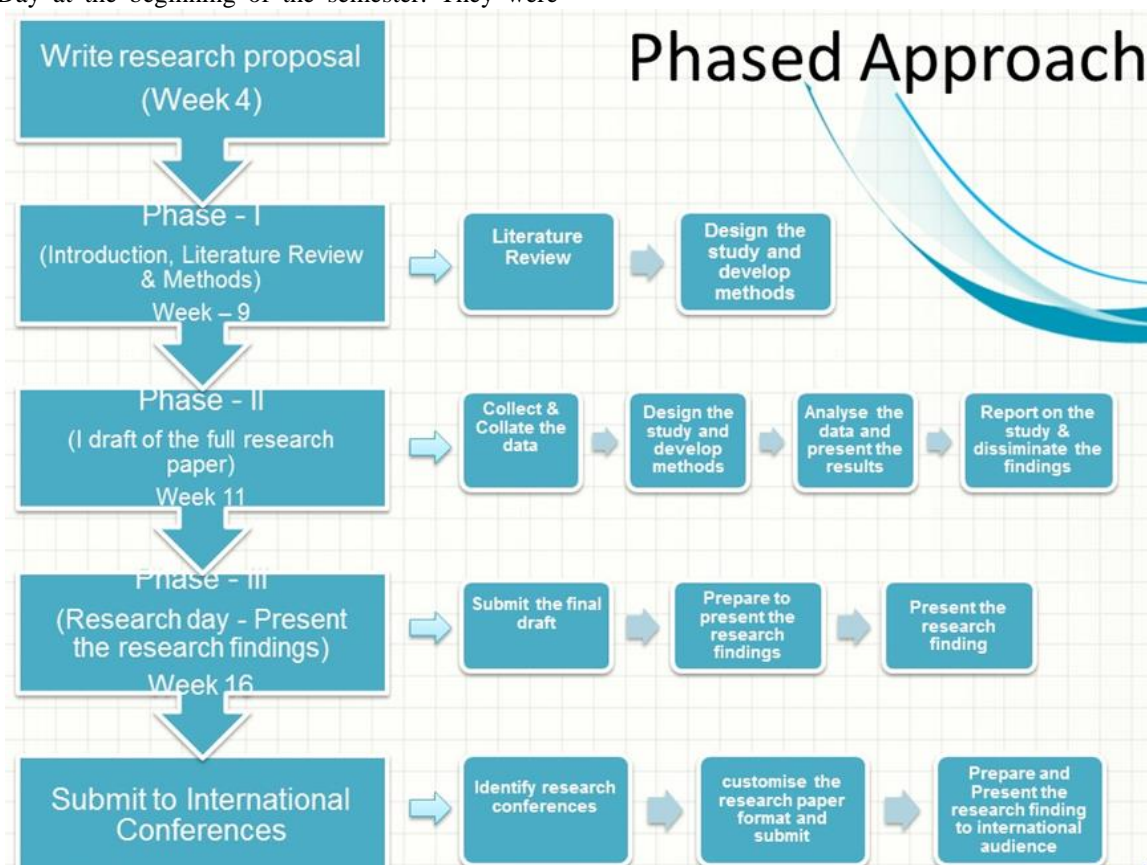 Day at the beginning of the semester. They were
Phased Approach
Write research proposal
(Week 4)
Phase - I
(Introduction, Literature Review
& Methods)
Week – 9
Literature
Review
Design the
study and
develop
methods
Phase - II
(I draft of the full research
paper)
Week 11
Collect &
Collate the
data
Design the
study and
develop
methods
Analyse the
data and
present the
results
Report on the
study &
dissiminate the
findings
Phase - III
(Research day - Present
the research findings)
Week 16
Submit the final
draft
Prepare to
present the
research
findings
Present the
research
finding
Submit to International
Conferences
Identify research
conferences
customise the
research paper
format and
submit
Prepare and
Present the
research finding
to international
audience